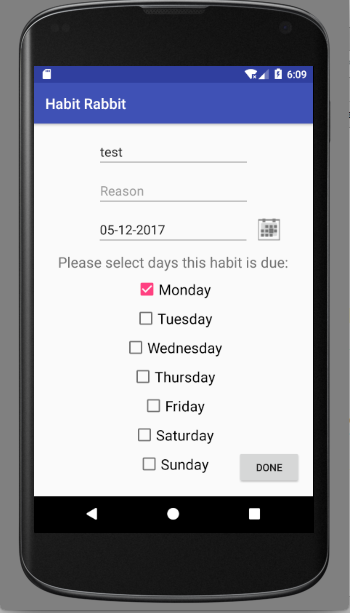 6:09
Habit Rabbit
test
Reason
05-12-2017
Please select days this habit is due:
Monday
Tuesday
Wednesday
Thursday
Friday
Saturday
Sunday
DONE